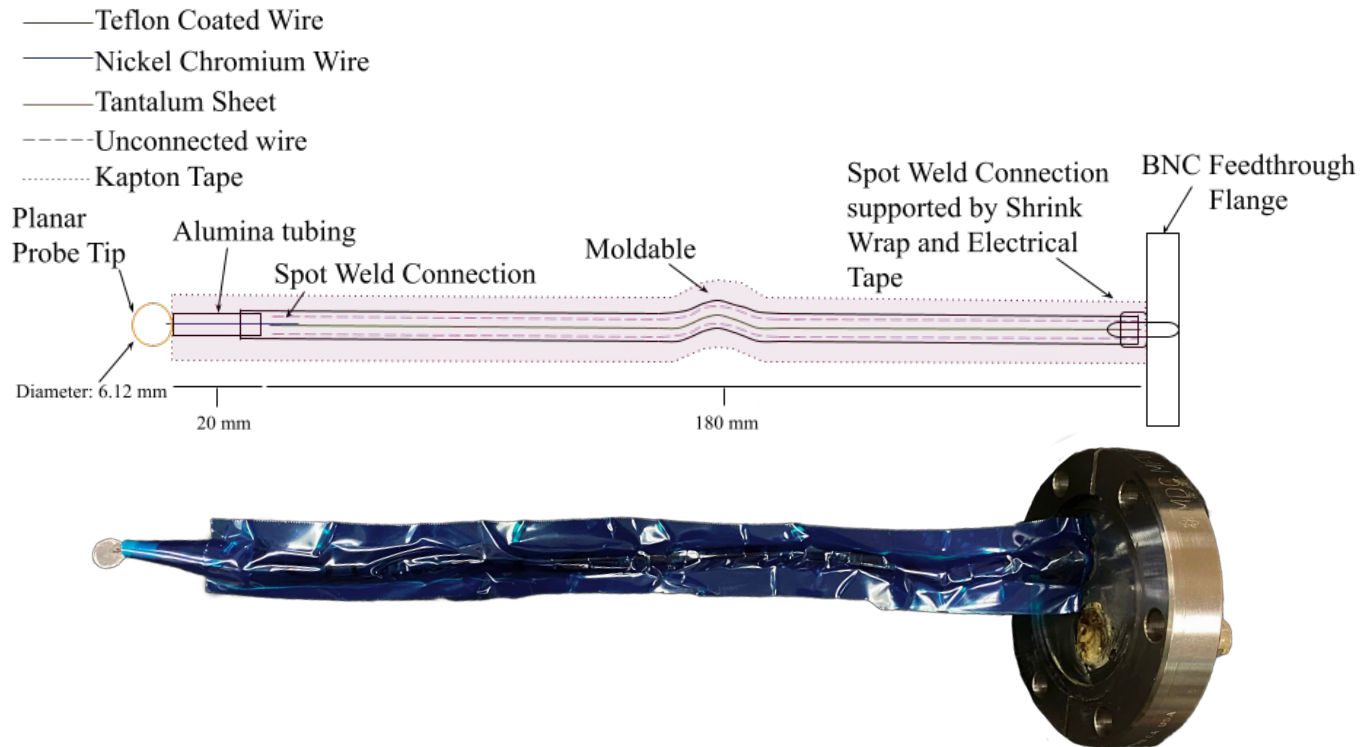 Teflon Coated Wire
Nickel Chromium Wire
Tantalum Sheet
Unconnected wire
Kapton Tape
Planar
Probe Tip
Alumina tubing
Spot Weld Connection
Moldable
Spot Weld Connection
supported by Shrink
Wrap and Electrical
Tape
BNC Feedthrough
Flange
Diameter: 6.12 mm
20 mm
180 mm
USA